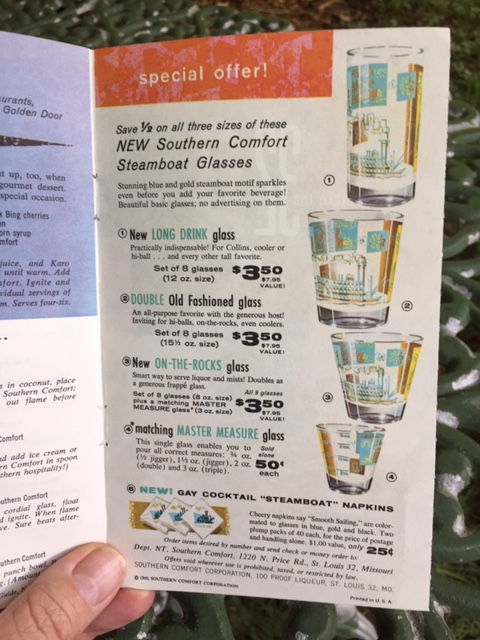 urants,
Golden Door
ut up, too, when
gourmet dessert.
special occasion.
k Bing cherries
on
orn syrup
mfort
juice, and Karo
until warm. Add
fort. Ignite and
vidual servings of
m. Serves four-six.
s in coconut, place
Southern Comfort;
out flame before
Comfort
nd add ice cream or
rn Comfort in spoon
thern hospitality!)
uthern Comfort
cordial glass, float
d ignite. When flame
ve. Sure beats after-
outhern Comfort
punch bowl.
(Amoun
special offer!
Save ½ on all three sizes of these
NEW Southern Comfort
Steamboat Glasses
Stunning blue and gold steamboat motif sparkles
even before you add your favorite beverage!
Beautiful basic glasses; no advertising on them.
① New LONG DRINK glass
Practically indispensable! For Collins, cooler or
hi-ball . . . and every other tall favorite.
Set of 8 glasses
(12 oz. size)
$3.50
$7.95
VALUE!
② DOUBLE Old Fashioned glass
An all-purpose favorite with the generous host!
Inviting for hi-balls, on-the-rocks, even coolers.
Set of 8 glasses
(15½ oz. size)
$3.50
$7.95
VALUE!
③ New ON-THE-ROCKS glass
Smart way to serve liquor and mists! Doubles as
a generous frappé glass.
Set of 8 glasses (8 oz. size)
plus a matching MASTER
MEASURE glass* (3 oz. size)
All 9 glasses
$3.50
$7.95
VALUE!
④ *matching MASTER MEASURE glass
This single glass enables you to
pour all correct measures: ¾ oz.
(½ jigger), 1½ oz. (jigger), 2 oz.
(double) and 3 oz. (triple).
Sold
alone
50¢
each
⑤ NEW! GAY COCKTAIL "STEAMBOAT" NAPKINS
Cheery napkins say "Smooth Sailing," are color-
mated to glasses in blue, gold and black. Two
plump packs of 40 each, for the price of postage
and handling alone. $1.00 value, only 25¢
Order items desired by number and send check or money order to:
Dept. NT, Southern Comfort, 1220 N. Price Rd., St. Louis 32, Missouri
Offers void wherever use is prohibited, taxed, or restricted by law.
SOUTHERN COMFORT CORPORATION, 100 PROOF LIQUEUR, ST. LOUIS 32, MO.
SOUTHERN COMFORT CORPORATION
Printed in U.S.A.
①
②
③
④